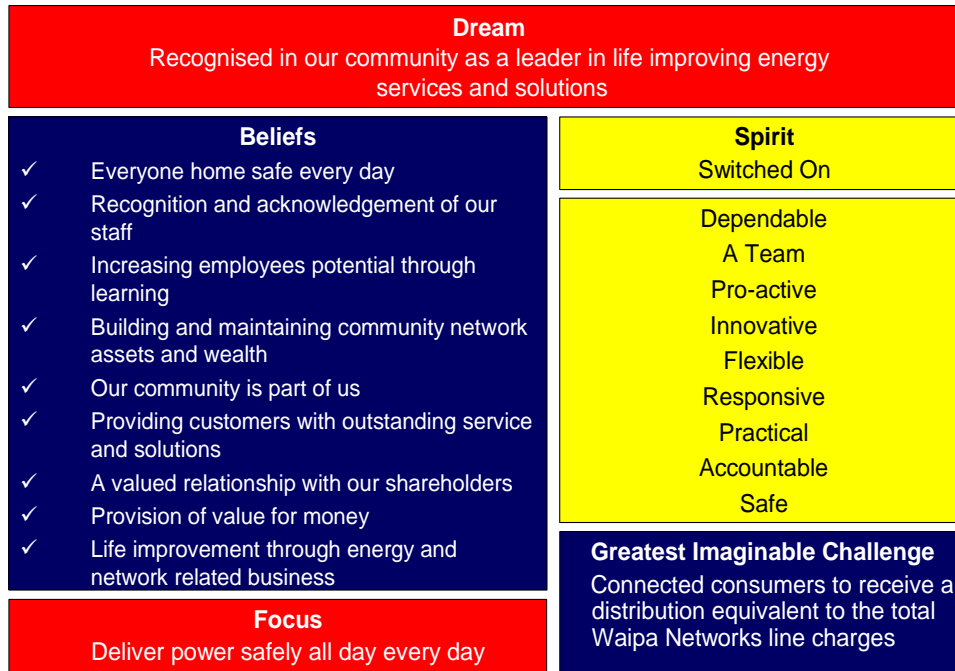 Dream
Recognised in our community as a leader in life improving energy
services and solutions
Beliefs
✓ Everyone home safe every day
✓ Recognition and acknowledgement of our
staff
✓ Increasing employees potential through
learning
✓ Building and maintaining community network
assets and wealth
✓ Our community is part of us
✓ Providing customers with outstanding service
and solutions
✓ A valued relationship with our shareholders
✓ Provision of value for money
✓ Life improvement through energy and
network related business
Focus
Deliver power safely all day every day
Spirit
Switched On
Dependable
A Team
Pro-active
Innovative
Flexible
Responsive
Practical
Accountable
Safe
Greatest Imaginable Challenge
Connected consumers to receive a
distribution equivalent to the total
Waipa Networks line charges